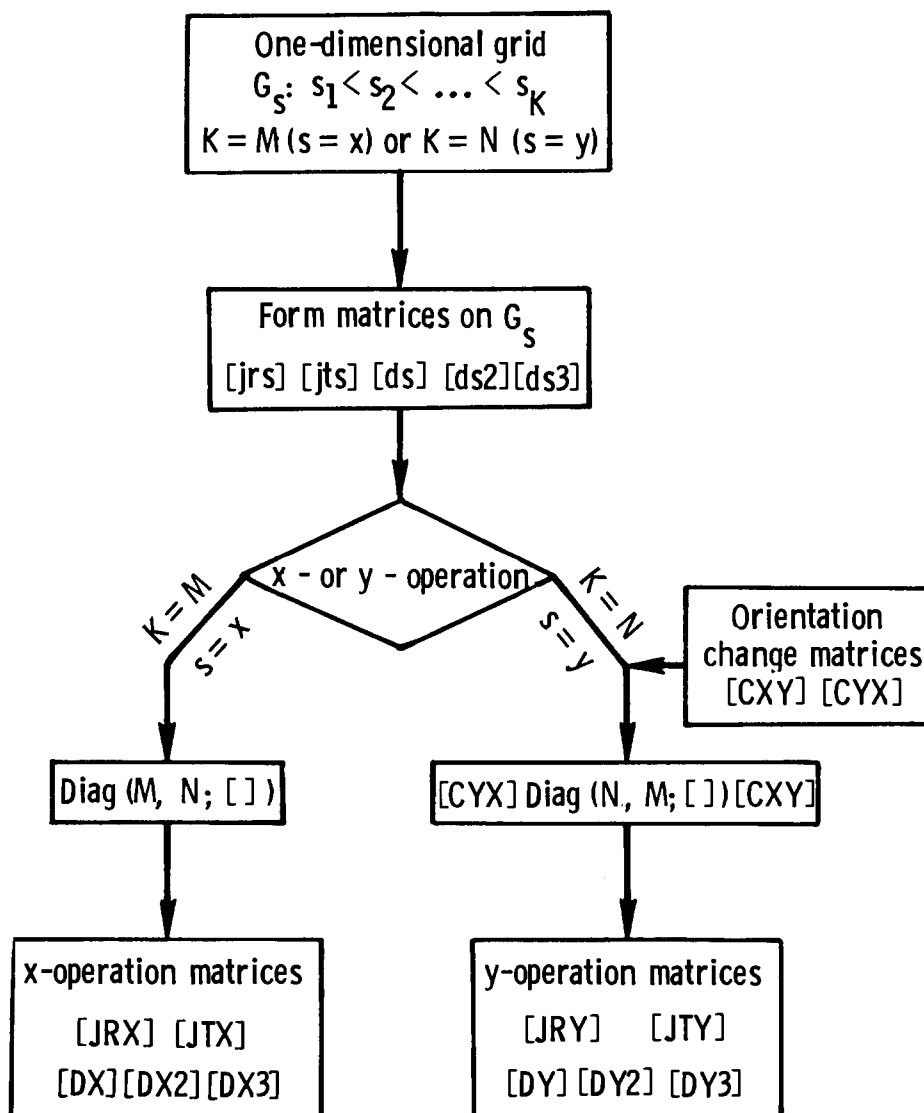 One-dimensional grid
G_s: s_1 < s_2 < ... < s_K
K = M (s = x) or K = N (s = y)
Form matrices on G_s
[jrs] [jts] [ds] [ds2][ds3]
x - or y - operation
K = M
s = x
K = N
s = y
Orientation
change matrices
[CXY] [CYX]
Diag (M, N; [ ])
[CYX] Diag (N, M; [ ]) [CXY]
x-operation matrices
[JRX] [JTX]
[DX][DX2][DX3]
y-operation matrices
[JRY] [JTY]
[DY] [DY2] [DY3]